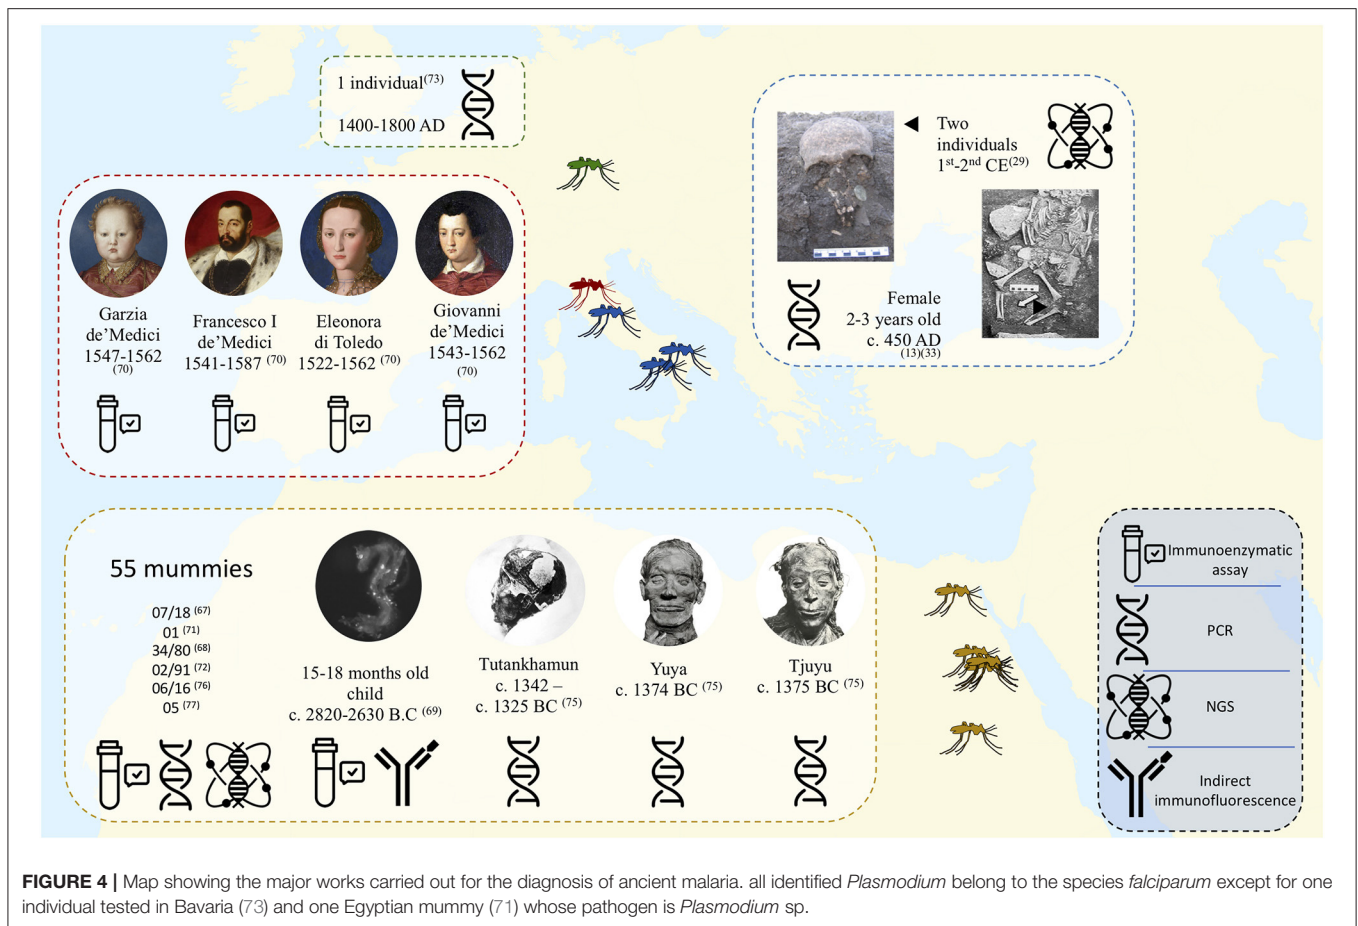 1 individual(73)
1400-1800 AD
Two
individuals
1st-2nd CE(29)
Female
2-3 years old
c. 450 AD
(13)(33)
Garzia
de'Medici
1547-1562
(70)
Francesco I
de'Medici
1541-1587 (70)
Eleonora
di Toledo
1522-1562 (70)
Giovanni
de'Medici
1543-1562
(70)
55 mummies
07/18 (67)
01 (71)
34/80 (68)
02/91 (72)
06/16 (76)
05 (77)
15-18 months old
child
c. 2820-2630 B.C (69)
Tutankhamun
c. 1342 –
c. 1325 BC (75)
Yuya
c. 1374 BC (75)
Tjuyu
c. 1375 BC (75)
Immunoenzymatic
assay
PCR
NGS
Indirect
immunofluorescence
FIGURE 4 | Map showing the major works carried out for the diagnosis of ancient malaria. all identified Plasmodium belong to the species falciparum except for one
individual tested in Bavaria (73) and one Egyptian mummy (71) whose pathogen is Plasmodium sp.